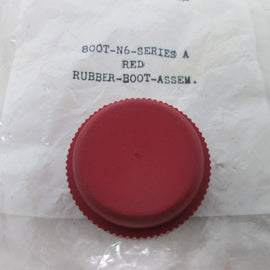 800T-N6-SERIES A
RED
RUBBER-BOOT-ASSEM.